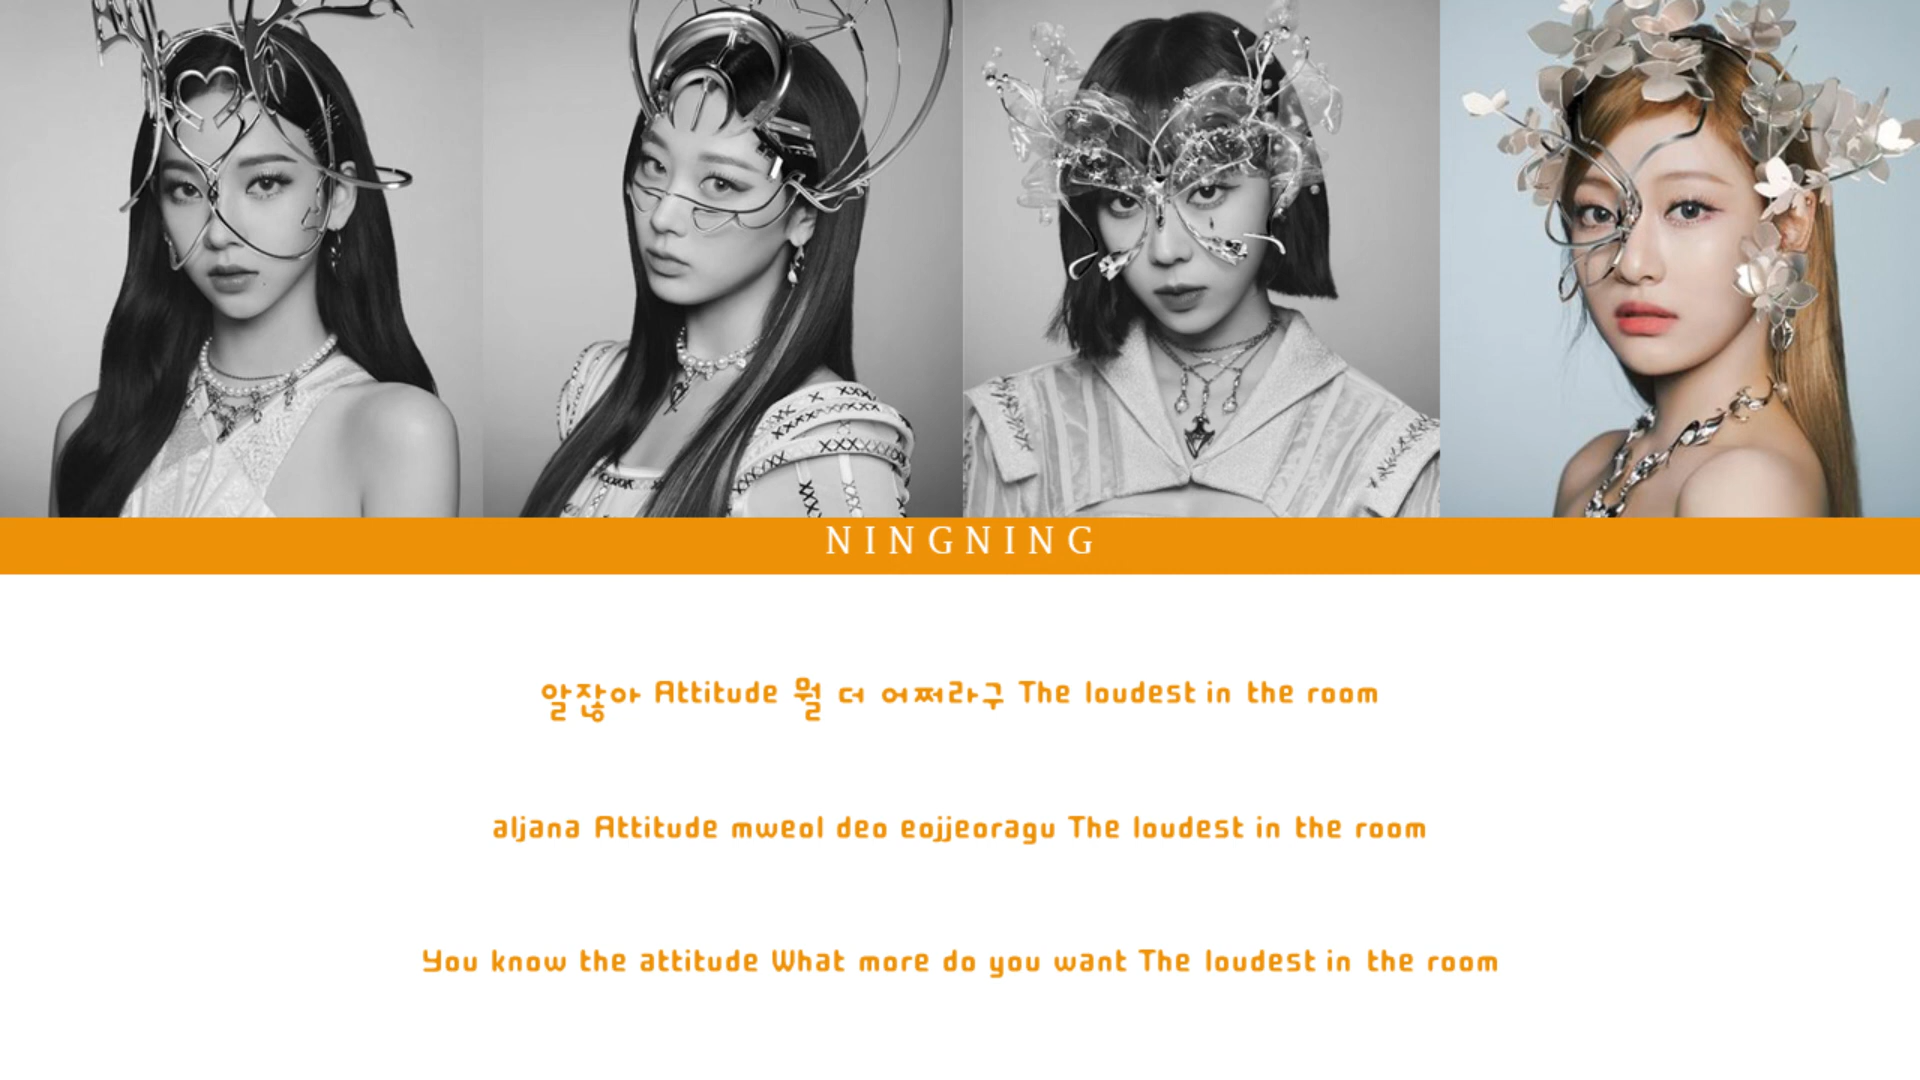 NINGNING
알잖아 Attitude 뭘 더 어쩌라구 The loudest in the room
aljana Attitude mweol deo eojjeoragu The loudest in the room
You know the attitude What more do you want The loudest in the room